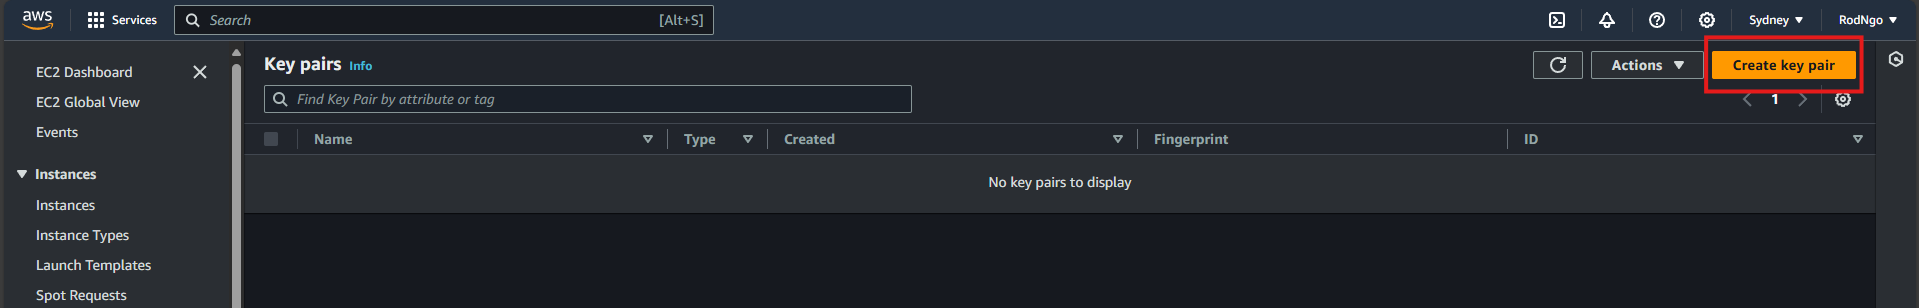 aws Services Search [Alt+S] Sydney RodNgo
EC2 Dashboard
EC2 Global View
Events
Instances
Instances
Instance Types
Launch Templates
Spot Requests
Key pairs Info Actions Create key pair
Find Key Pair by attribute or tag 1
Name Type Created Fingerprint ID
No key pairs to display